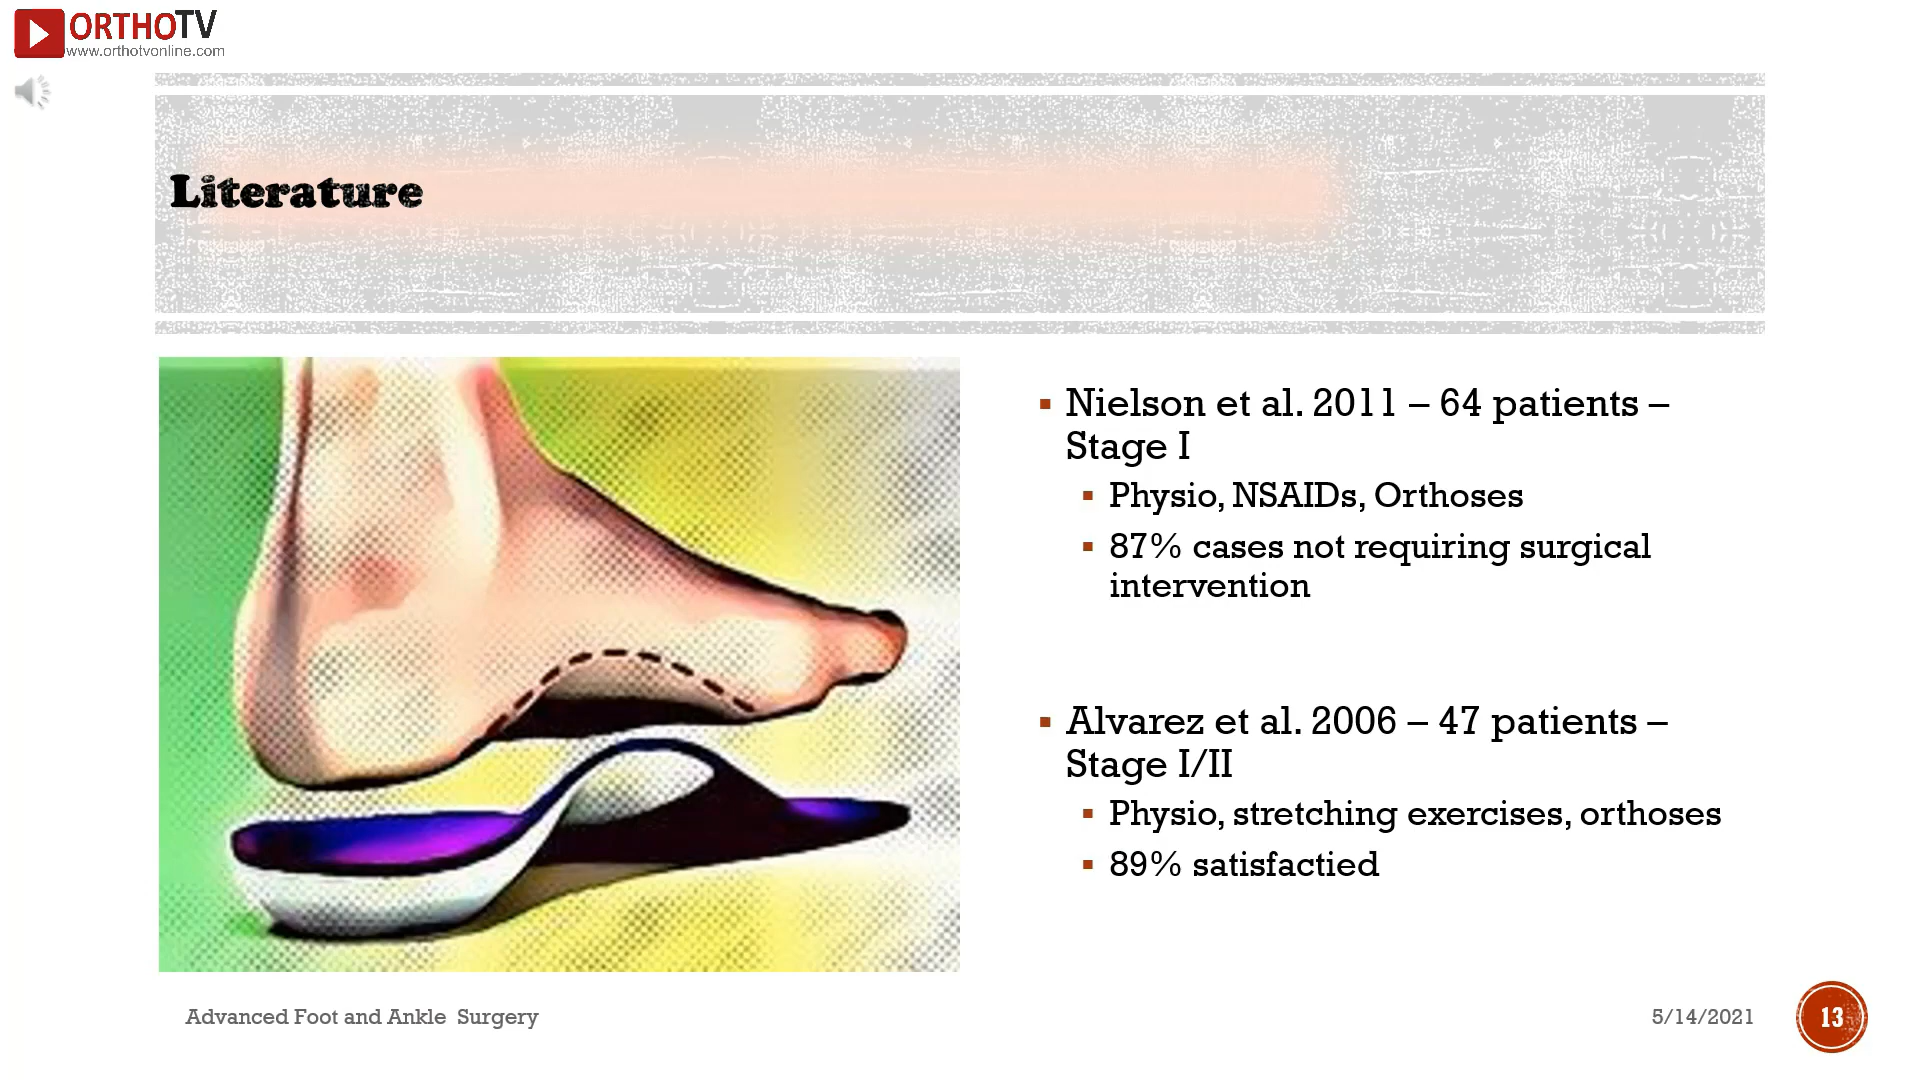 ORTHOTV
www.orthotvonline.com
Literature
Nielson et al. 2011 – 64 patients –
Stage I
Physio, NSAIDs, Orthoses
87% cases not requiring surgical
intervention
Alvarez et al. 2006 – 47 patients –
Stage I/II
Physio, stretching exercises, orthoses
89% satisfactied
Advanced Foot and Ankle Surgery
5/14/2021
13